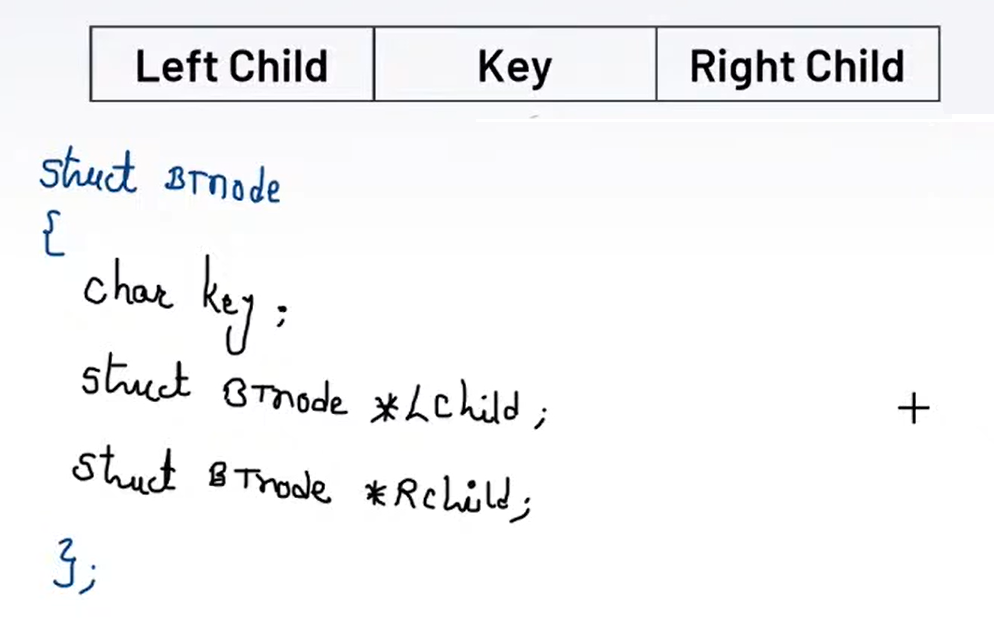 Left Child Key Right Child
struct BTnode
{
char key;
struct BTnode *Lchild;
struct BTnode *Rchild;
};